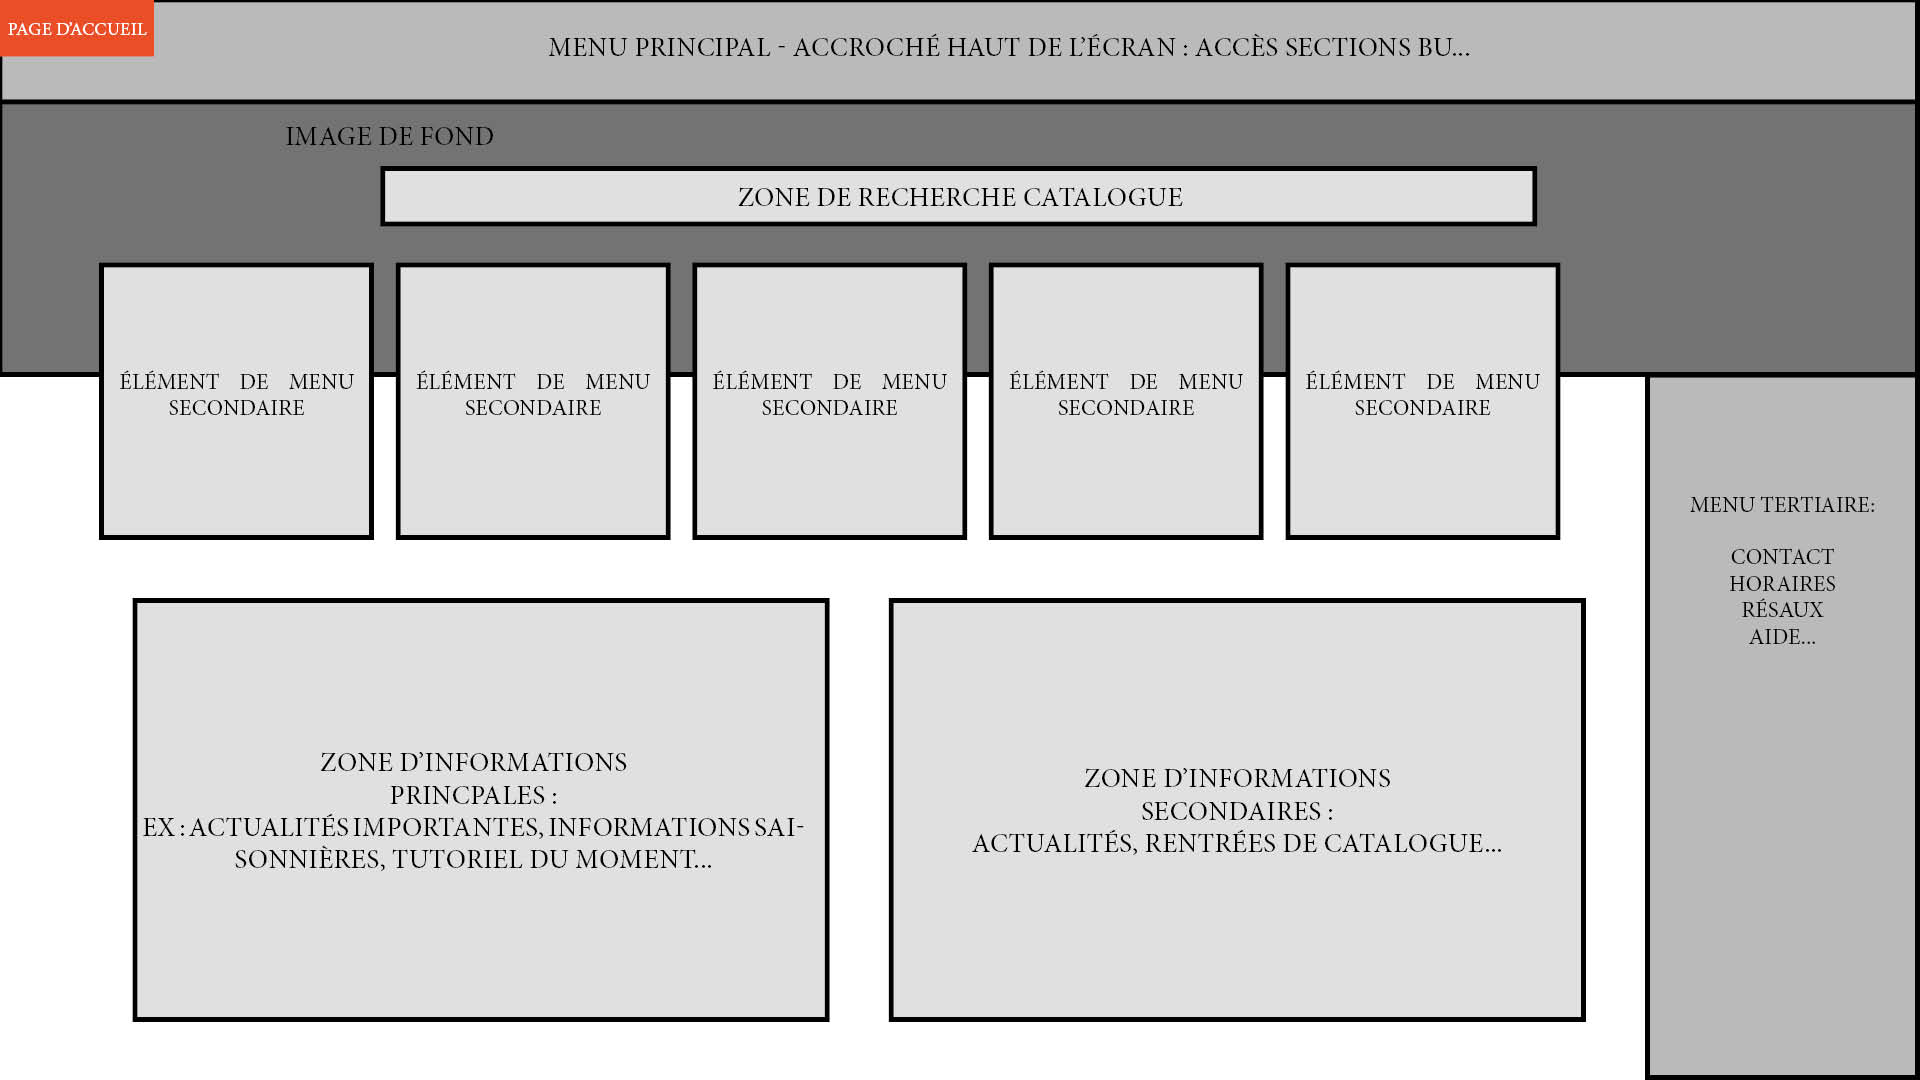 PAGE D’ACCUEIL
MENU PRINCIPAL - ACCROCHÉ HAUT DE L’ÉCRAN : ACCÈS SECTIONS BU...
IMAGE DE FOND
ZONE DE RECHERCHE CATALOGUE
ÉLÉMENT DE MENU
SECONDAIRE
ÉLÉMENT DE MENU
SECONDAIRE
ÉLÉMENT DE MENU
SECONDAIRE
ÉLÉMENT DE MENU
SECONDAIRE
ÉLÉMENT DE MENU
SECONDAIRE
MENU TERTIAIRE:
CONTACT
HORAIRES
RÉSAUX
AIDE...
ZONE D’INFORMATIONS
PRINCPALES :
EX : ACTUALITÉS IMPORTANTES, INFORMATIONS SAI-
SONNIÈRES, TUTORIEL DU MOMENT...
ZONE D’INFORMATIONS
SECONDAIRES :
ACTUALITÉS, RENTRÉES DE CATALOGUE...